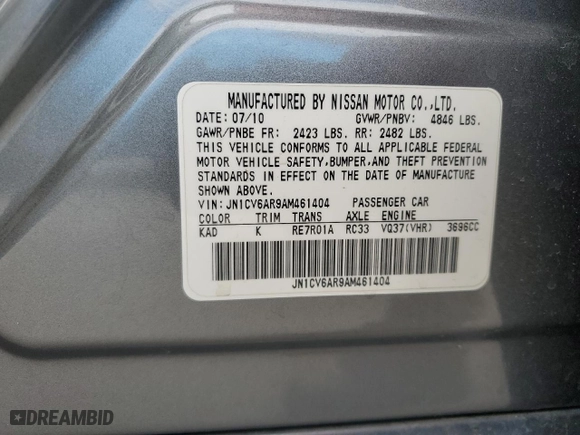 MANUFACTURED BY NISSAN MOTOR CO.,LTD.
DATE: 07/10 GVWR/PNBV: 4846 LBS.
GAWR/PNBE FR: 2423 LBS. RR: 2482 LBS.
THIS VEHICLE CONFORMS TO ALL APPLICABLE FEDERAL
MOTOR VEHICLE SAFETY, BUMPER, AND THEFT PREVENTION
STANDARDS IN EFFECT ON THE DATE OF MANUFACTURE
SHOWN ABOVE.
VIN: JN1CV6AR9AM461404 PASSENGER CAR
COLOR TRIM TRANS AXLE ENGINE
KAD K RE7R01A RC33 VQ37(VHR) 3696CC
JN1CV6AR9AM461404
DREAMBID